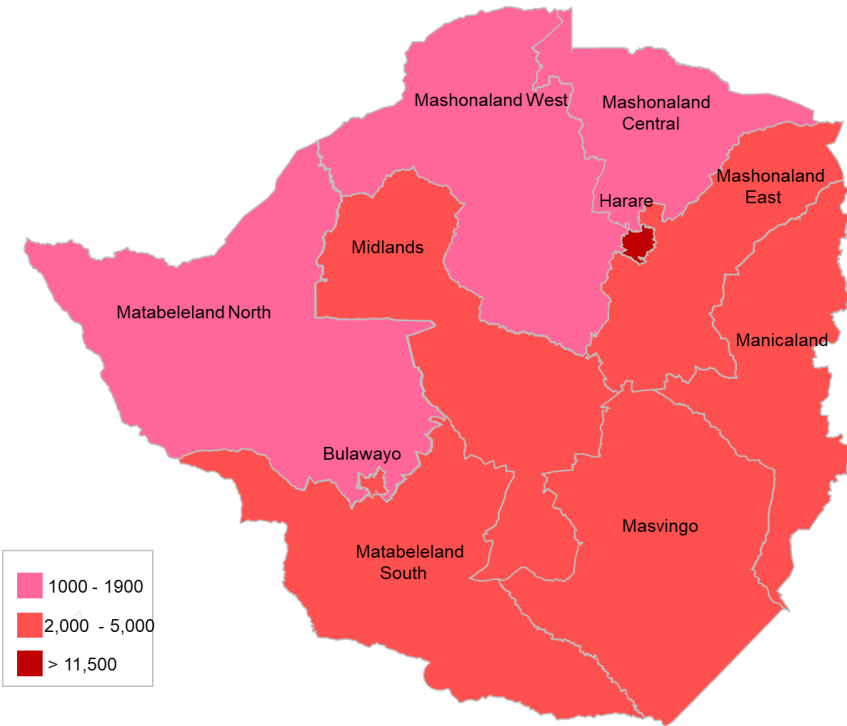 Mashonaland West
Mashonaland
Central
Mashonaland
East
Harare
Midlands
Matabeleland North
Manicaland
Bulawayo
Masvingo
Matabeleland
South
1000 - 1900
2,000 - 5,000
> 11,500